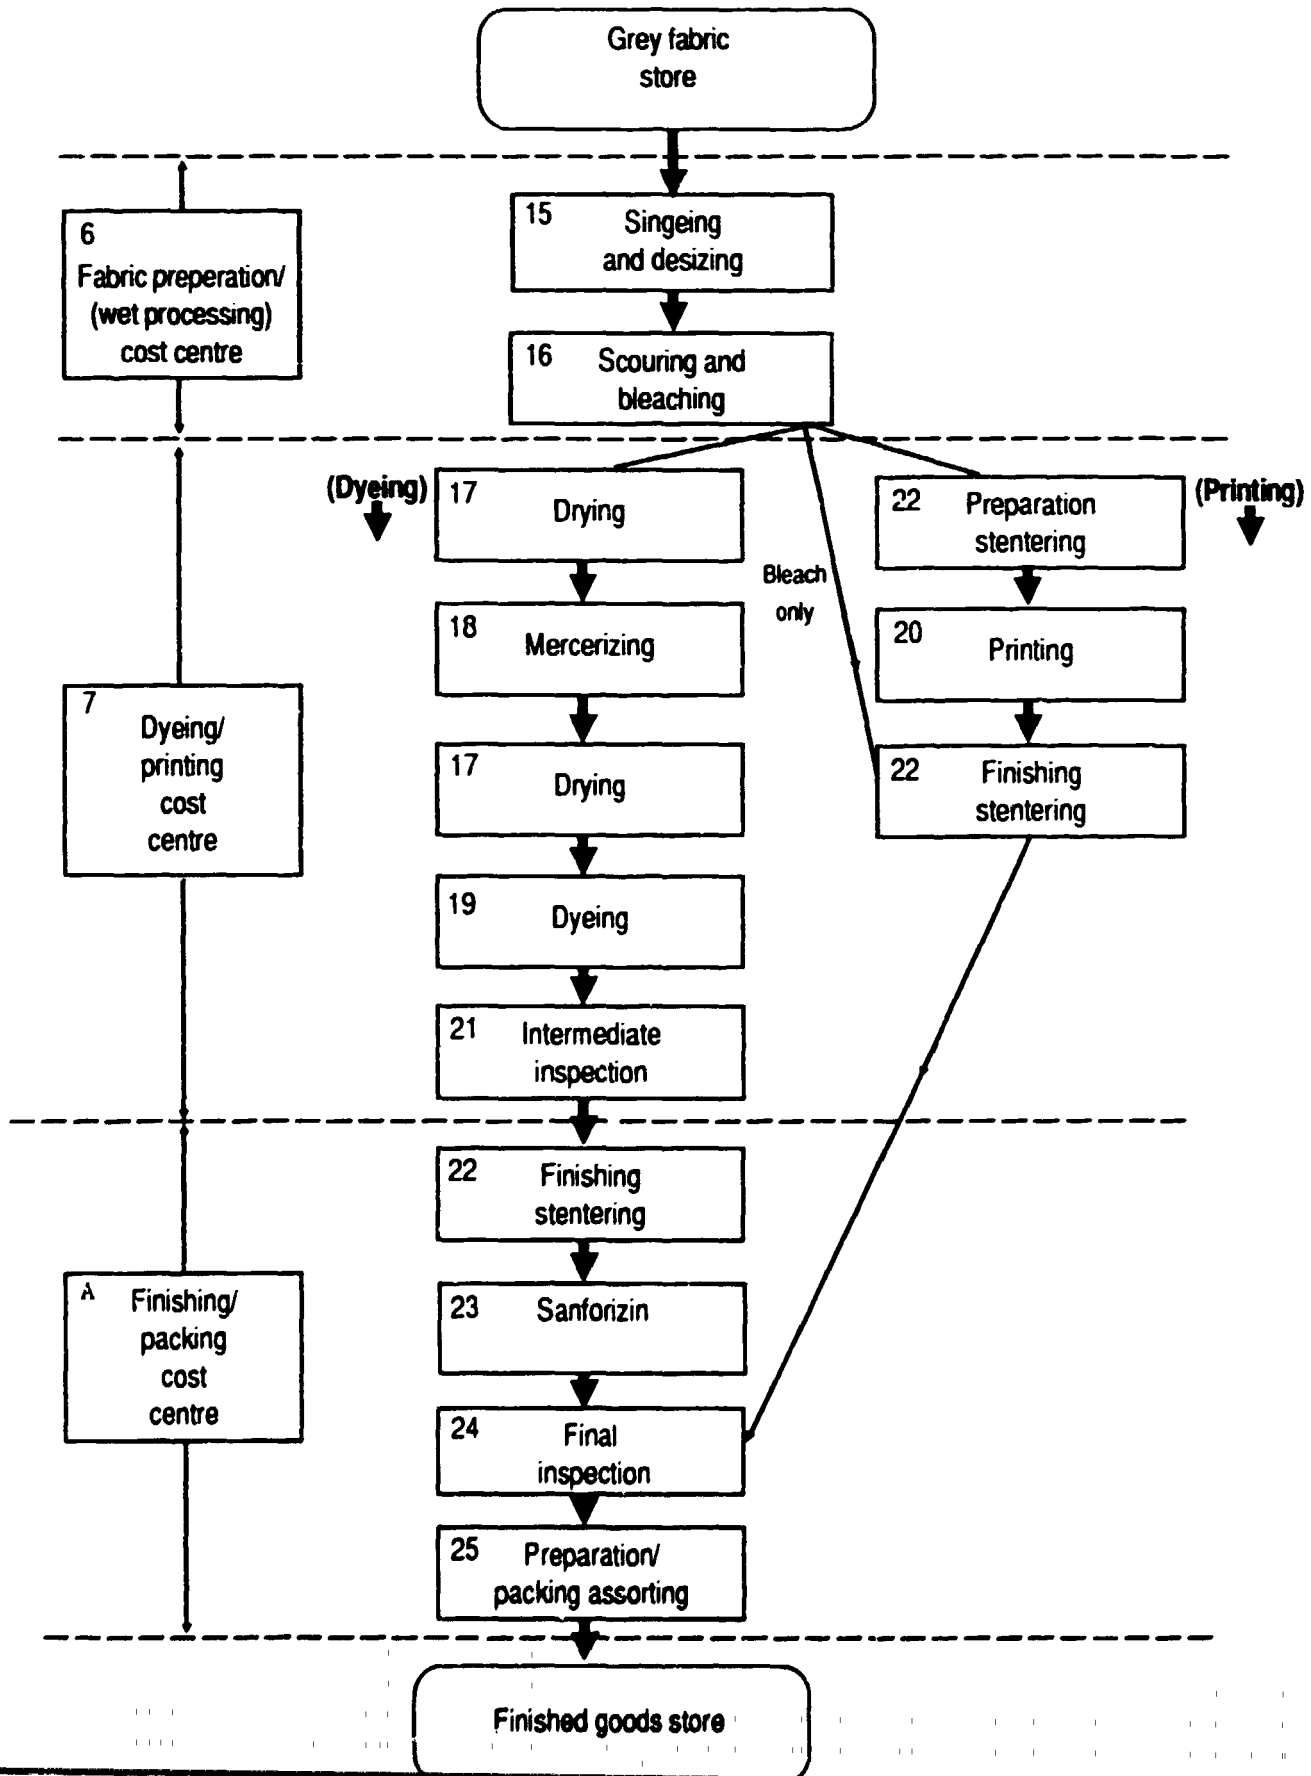 Grey fabric
store
6
Fabric preperation/
(wet processing)
cost centre
15
Singeing
and desizing
16
Scouring and
bleaching
(Dyeing)
17
Drying
22
Preparation
stentering
(Printing)
Bleach
only
18
Mercerizing
20
Printing
7
Dyeing/
printing
cost
centre
17
Drying
22
Finishing
stentering
19
Dyeing
21
Intermediate
inspection
22
Finishing
stentering
A
Finishing/
packing
cost
centre
23
Sanforizin
24
Final
inspection
25
Preparation/
packing assorting
Finished goods store